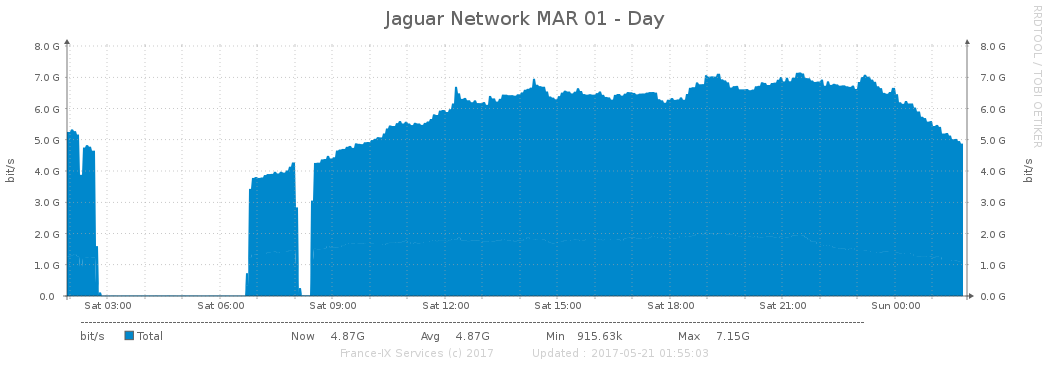 Jaguar Network MAR 01 - Day
RRDTOOL / TOBI OETIKER
8.0 G 8.0 G
7.0 G 7.0 G
6.0 G 6.0 G
5.0 G 5.0 G
4.0 G 4.0 G
3.0 G 3.0 G
2.0 G 2.0 G
1.0 G 1.0 G
0.0 0.0 G
bit/s
bit/s
Sat 03:00 Sat 06:00 Sat 09:00 Sat 12:00 Sat 15:00 Sat 18:00 Sat 21:00 Sun 00:00
bit/s Total Now 4.87G Avg 4.87G Min 915.63k Max 7.15G
France-IX Services (c) 2017 Updated : 2017-05-21 01:55:03